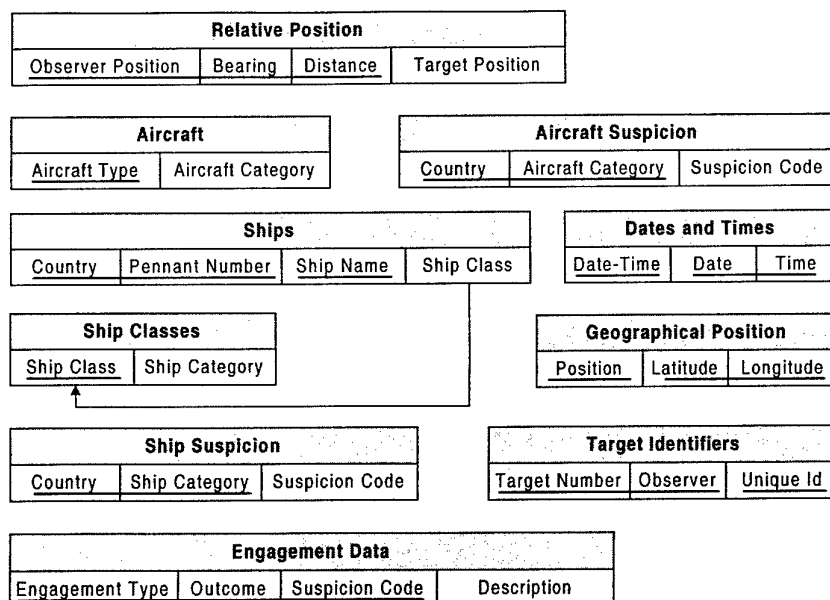 Relative Position
Observer Position Bearing Distance Target Position
Aircraft
Aircraft Type Aircraft Category
Aircraft Suspicion
Country Aircraft Category Suspicion Code
Ships
Country Pennant Number Ship Name Ship Class
Dates and Times
Date-Time Date Time
Ship Classes
Ship Class Ship Category
Geographical Position
Position Latitude Longitude
Ship Suspicion
Country Ship Category Suspicion Code
Target Identifiers
Target Number Observer Unique Id
Engagement Data
Engagement Type Outcome Suspicion Code Description